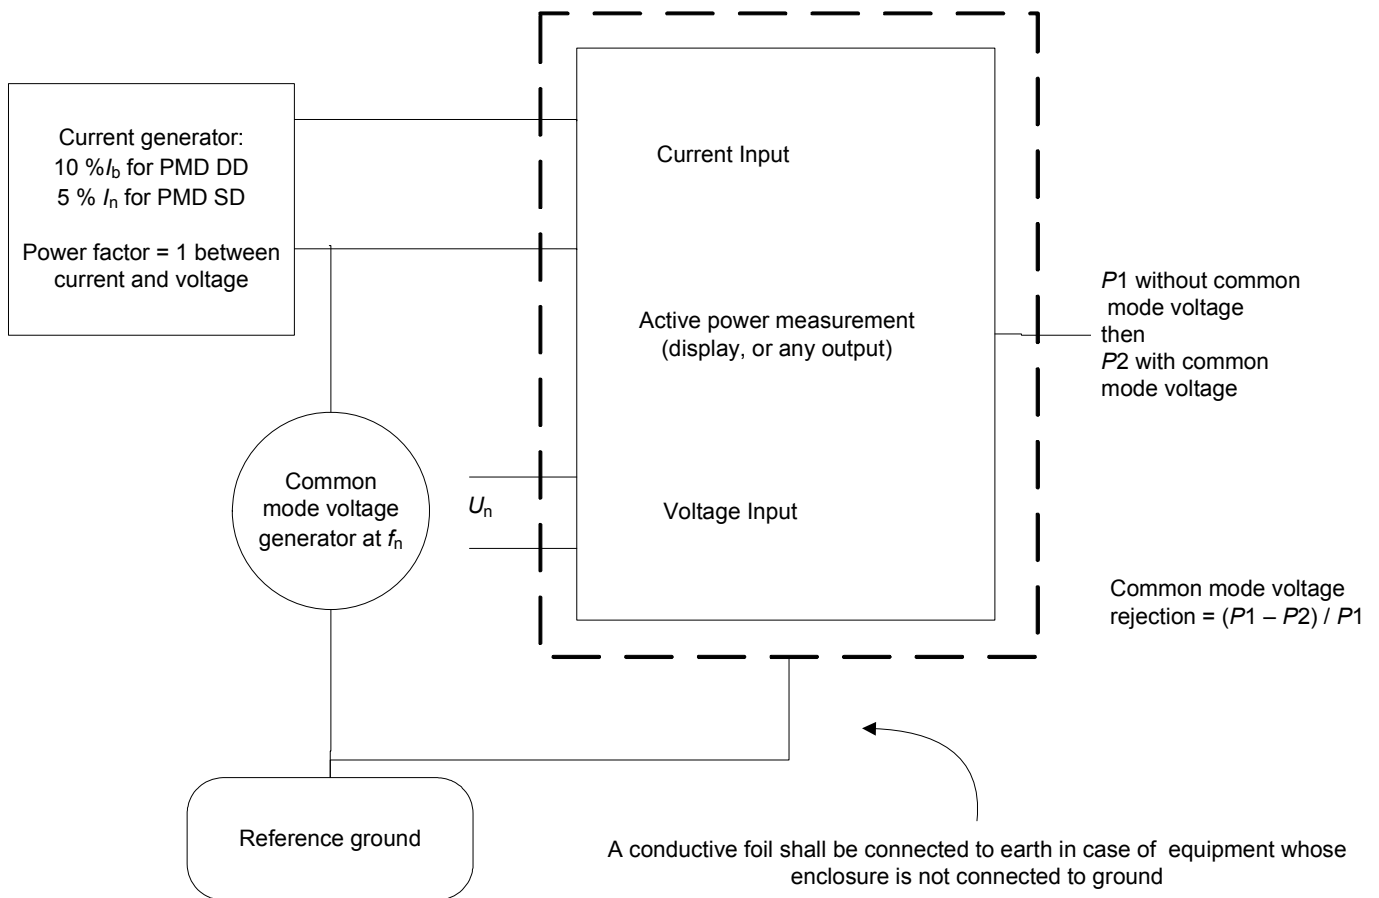 Current generator:
10 %Ib for PMD DD
5 % In for PMD SD
Power factor = 1 between
current and voltage
Current Input
Active power measurement
(display, or any output)
P1 without common
mode voltage
then
P2 with common
mode voltage
Common
mode voltage
generator at fn
Un
Voltage Input
Common mode voltage
rejection = (P1 – P2) / P1
Reference ground
A conductive foil shall be connected to earth in case of equipment whose
enclosure is not connected to ground